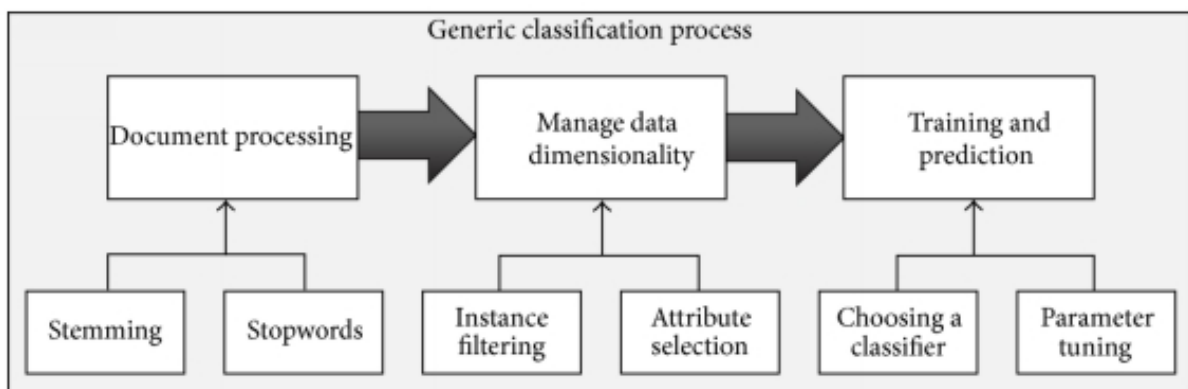 Generic classification process
Document processing
Manage data
dimensionality
Training and
prediction
Stemming
Stopwords
Instance
filtering
Attribute
selection
Choosing a
classifier
Parameter
tuning